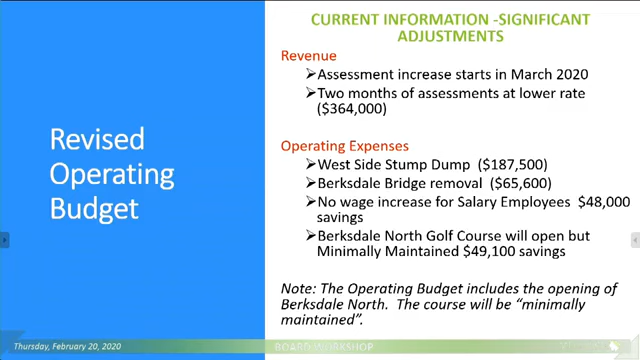 CURRENT INFORMATION -SIGNIFICANT
ADJUSTMENTS
Revised
Operating
Budget
Revenue
➢Assessment increase starts in March 2020
➢Two months of assessments at lower rate
($364,000)
Operating Expenses
➢West Side Stump Dump ($187,500)
➢Berksdale Bridge removal ($65,600)
➢No wage increase for Salary Employees $48,000
savings
➢Berksdale North Golf Course will open but
Minimally Maintained $49,100 savings
Note: The Operating Budget includes the opening of
Berksdale North. The course will be “minimally
maintained”.
Thursday, February 20, 2020
BOARD WORKSHOP